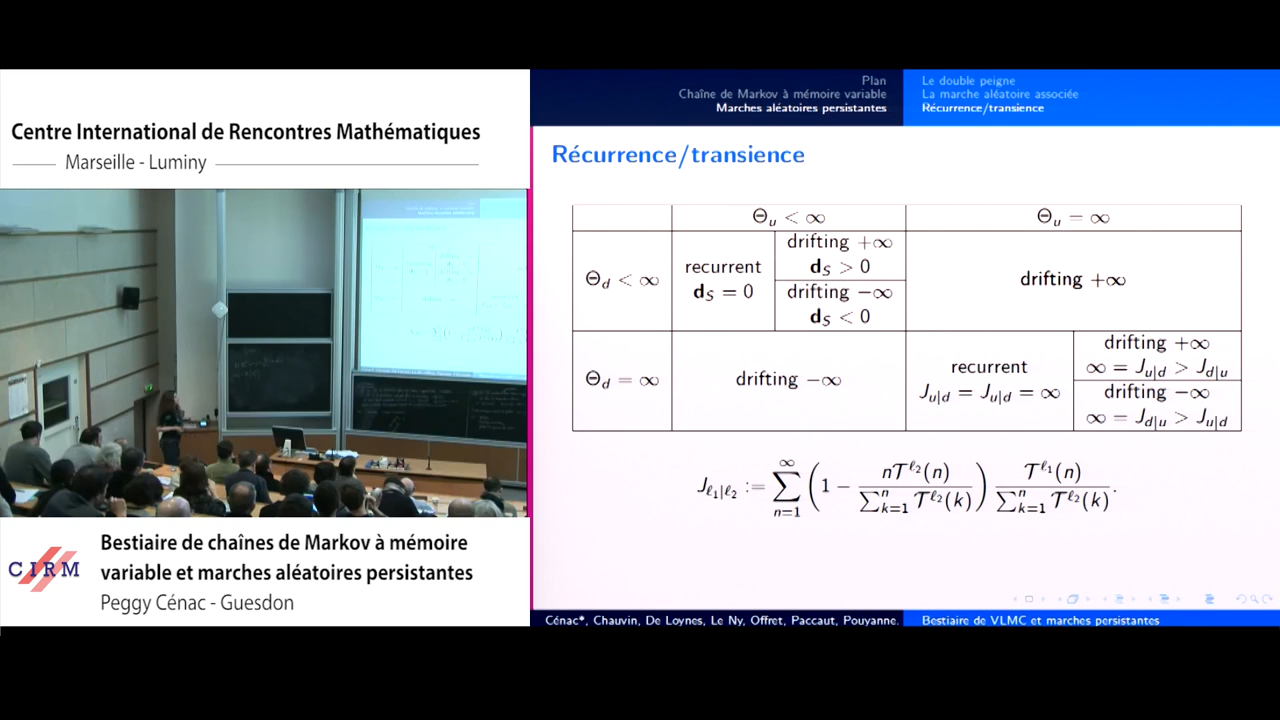 Centre International de Rencontres Mathématiques
Marseille - Luminy
CIRM
Bestiaire de chaînes de Markov à mémoire
variable et marches aléatoires persistantes
Peggy Cénac - Guesdon
Plan
Chaîne de Markov à mémoire variable
Marches aléatoires persistantes
Le double peigne
La marche aléatoire associée
Récurrence/transience
Récurrence/transience
Θ_u < ∞
Θ_u = ∞
Θ_d < ∞
recurrent
d_S = 0
drifting +∞
d_S > 0
drifting −∞
d_S < 0
drifting +∞
Θ_d = ∞
drifting −∞
recurrent
J_{u|d} = J_{u|d} = ∞
drifting +∞
∞ = J_{u|d} > J_{d|u}
drifting −∞
∞ = J_{d|u} > J_{u|d}
J_{ℓ₁|ℓ₂} := ∑_{n=1}^{∞} (1 − n𝒯^{ℓ₂}(n) / ∑_{k=1}^{n} 𝒯^{ℓ₂}(k)) 𝒯^{ℓ₁}(n) / ∑_{k=1}^{n} 𝒯^{ℓ₂}(k).
Cénac*, Chauvin, De Loynes, Le Ny, Offret, Paccaut, Pouyanne.
Bestiaire de VLMC et marches persistantes